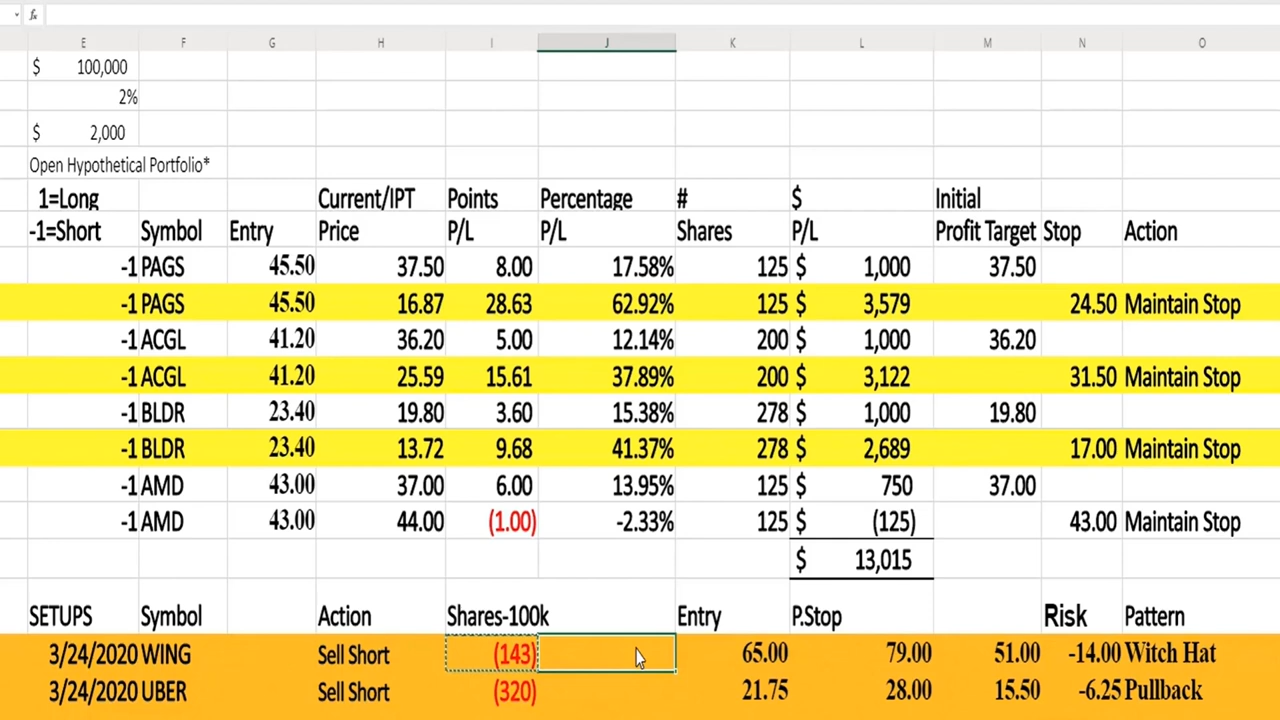 fx
E F G H I J K L M N O
$ 100,000
2%
$ 2,000
Open Hypothetical Portfolio*
1=Long Current/IPT Points Percentage # $ Initial
-1=Short Symbol Entry Price P/L P/L Shares P/L Profit Target Stop Action
-1 PAGS 45.50 37.50 8.00 17.58% 125 $ 1,000 37.50
-1 PAGS 45.50 16.87 28.63 62.92% 125 $ 3,579 24.50 Maintain Stop
-1 ACGL 41.20 36.20 5.00 12.14% 200 $ 1,000 36.20
-1 ACGL 41.20 25.59 15.61 37.89% 200 $ 3,122 31.50 Maintain Stop
-1 BLDR 23.40 19.80 3.60 15.38% 278 $ 1,000 19.80
-1 BLDR 23.40 13.72 9.68 41.37% 278 $ 2,689 17.00 Maintain Stop
-1 AMD 43.00 37.00 6.00 13.95% 125 $ 750 37.00
-1 AMD 43.00 44.00 (1.00) -2.33% 125 $ (125) 43.00 Maintain Stop
$ 13,015
SETUPS Symbol Action Shares-100k Entry P.Stop Risk Pattern
3/24/2020 WING Sell Short (143) 65.00 79.00 51.00 -14.00 Witch Hat
3/24/2020 UBER Sell Short (320) 21.75 28.00 15.50 -6.25 Pullback